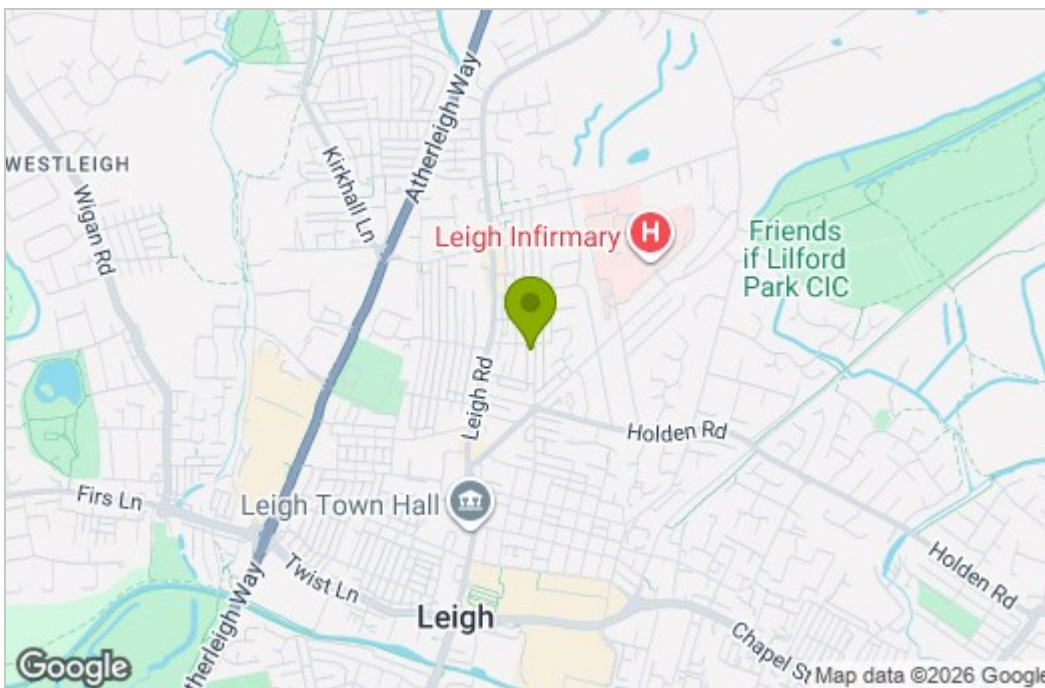 WESTLEIGH
Wigan Rd
Kirkhall Ln
Atherleigh Way
Leigh Infirmary
H
Friends
if Lilford
Park CIC
Leigh Rd
Holden Rd
Firs Ln
Leigh Town Hall
Twist Ln
Atherleigh Way
Leigh
Holden Rd
Chapel St
Google
Map data ©2026 Google